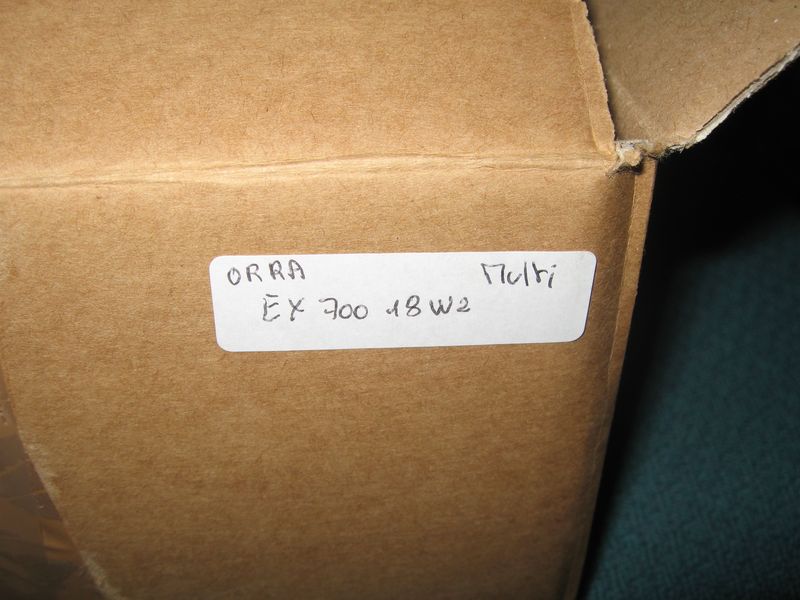 ORRA Multi
EX 700 18W2